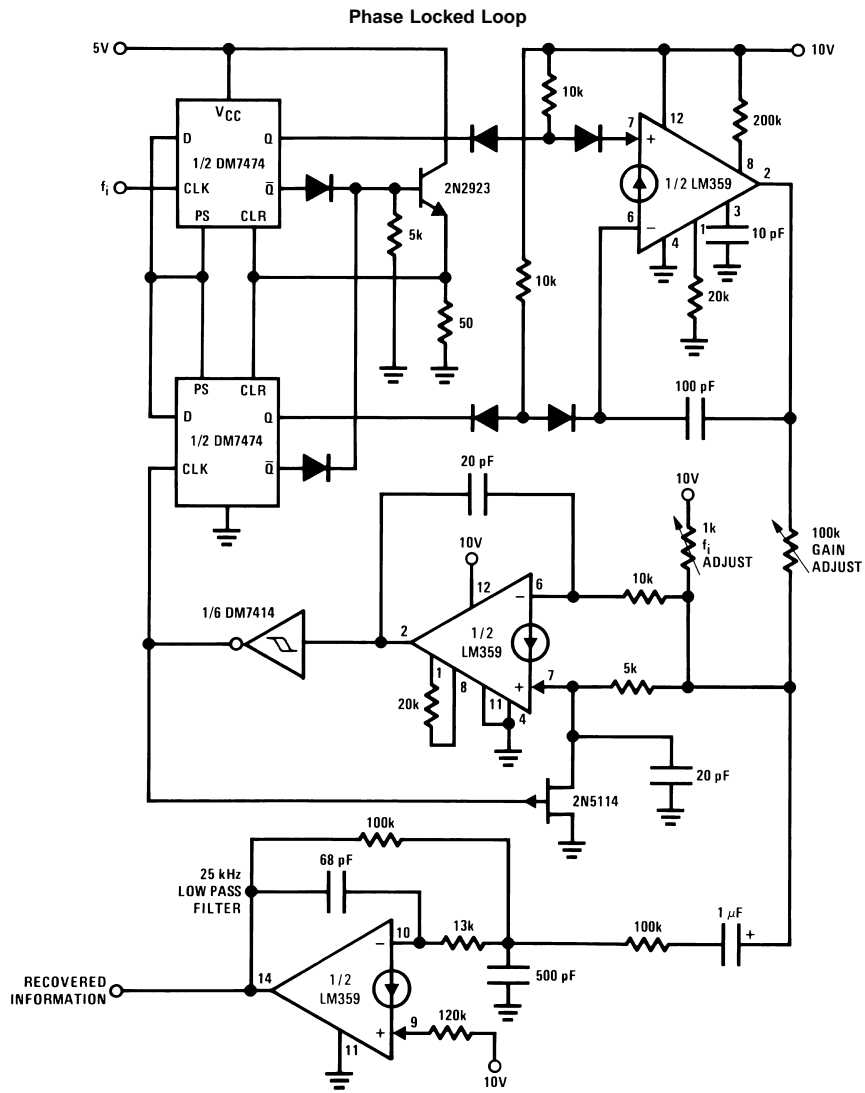 Phase Locked Loop
5V
10V
VCC
D
Q
1/2 DM7474
fi
CLK
Q̅
PS
CLR
2N2923
5k
50
10k
10k
7
+
12
200k
8
2
1/2 LM359
6
−
4
1
3
10 pF
20k
PS
CLR
D
Q
1/2 DM7474
CLK
Q̅
100 pF
20 pF
10V
1k
fi
ADJUST
100k
GAIN
ADJUST
10V
12
6
−
10k
1/6 DM7414
2
1/2
LM359
1
8
11
4
+
7
5k
20k
20 pF
2N5114
100k
68 pF
25 kHz
LOW PASS
FILTER
10
−
13k
100k
1 μF
+
500 pF
RECOVERED
INFORMATION
14
1/2
LM359
+
9
120k
11
10V